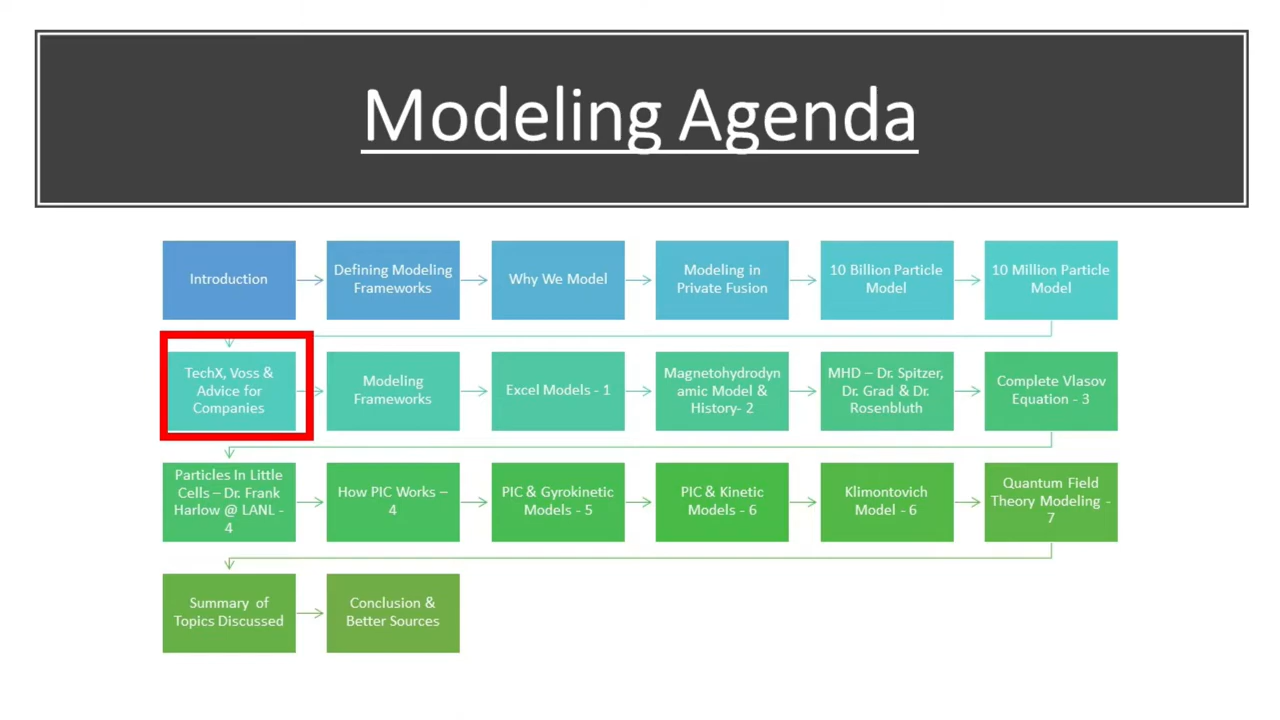 Modeling Agenda
Introduction
Defining Modeling
Frameworks
Why We Model
Modeling in
Private Fusion
10 Billion Particle
Model
10 Million Particle
Model
TechX, Voss &
Advice for
Companies
Modeling
Frameworks
Excel Models - 1
Magnetohydrodyn
amic Model &
History- 2
MHD – Dr. Spitzer,
Dr. Grad & Dr.
Rosenbluth
Complete Vlasov
Equation - 3
Particles In Little
Cells – Dr. Frank
Harlow @ LANL -
4
How PIC Works –
4
PIC & Gyrokinetic
Models - 5
PIC & Kinetic
Models - 6
Klimontovich
Model - 6
Quantum Field
Theory Modeling -
7
Summary of
Topics Discussed
Conclusion &
Better Sources